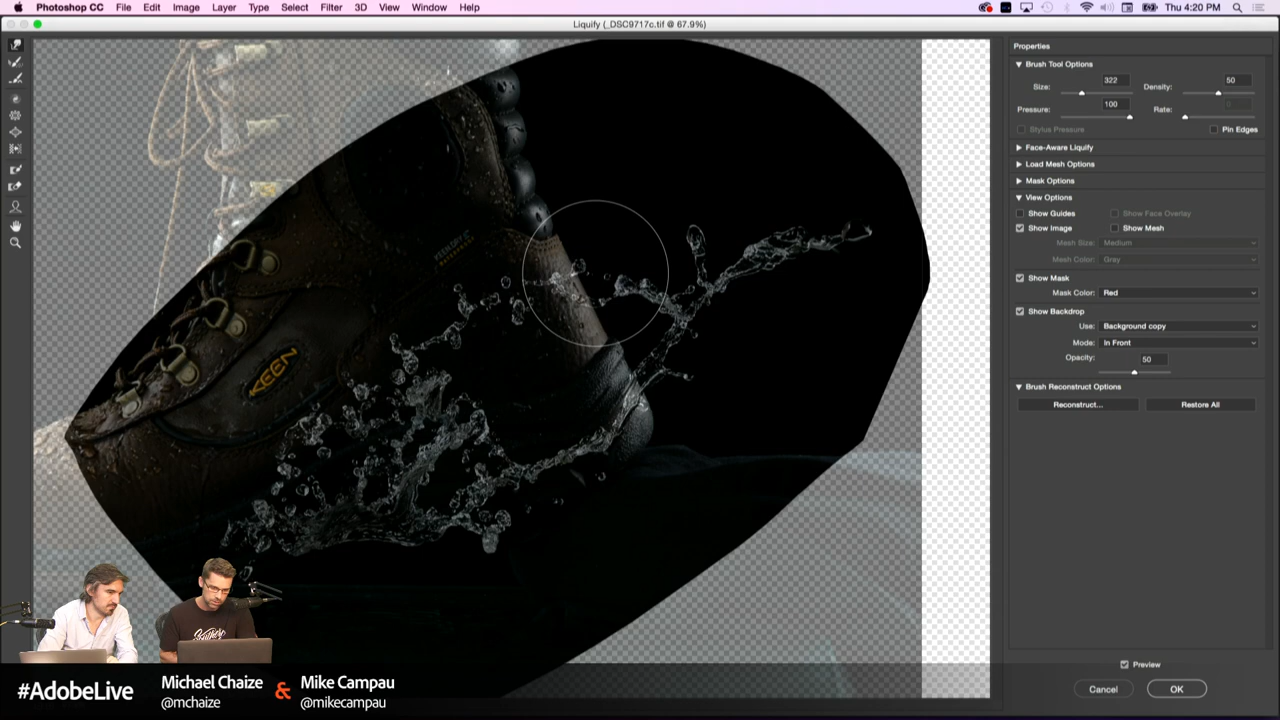 Photoshop CC File Edit Image Layer Type Select Filter 3D View Window Help Thu 4:20 PM
Liquify (_DSC9717c.tif @ 67.9%)
Properties
Brush Tool Options
Size: 322 Density: 50
Pressure: 100 Rate:
Stylus Pressure Pin Edges
Face-Aware Liquify
Load Mesh Options
Mask Options
View Options
Show Guides Show Face Overlay
Show Image Show Mesh
Mesh Size: Medium
Mesh Color: Gray
Show Mask
Mask Color: Red
Show Backdrop
Use: Background copy
Mode: In Front
Opacity: 50
Brush Reconstruct Options
Reconstruct... Restore All
KEEN
Preview
Cancel OK
#AdobeLive
Michael Chaize & Mike Campau
@mchaize @mikecampau